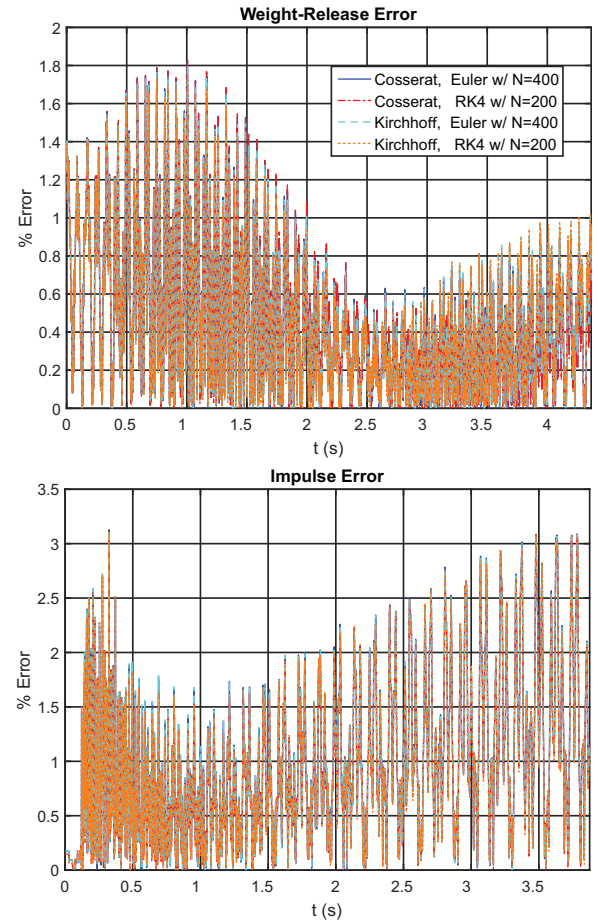 Weight-Release Error
2
1.8
1.6
1.4
1.2
1
0.8
0.6
0.4
0.2
0
% Error
Cosserat, Euler w/ N=400
Cosserat, RK4 w/ N=200
Kirchhoff, Euler w/ N=400
Kirchhoff, RK4 w/ N=200
0 0.5 1 1.5 2 2.5 3 3.5 4
t (s)
Impulse Error
3.5
3
2.5
2
1.5
1
0.5
0
% Error
0 0.5 1 1.5 2 2.5 3 3.5
t (s)